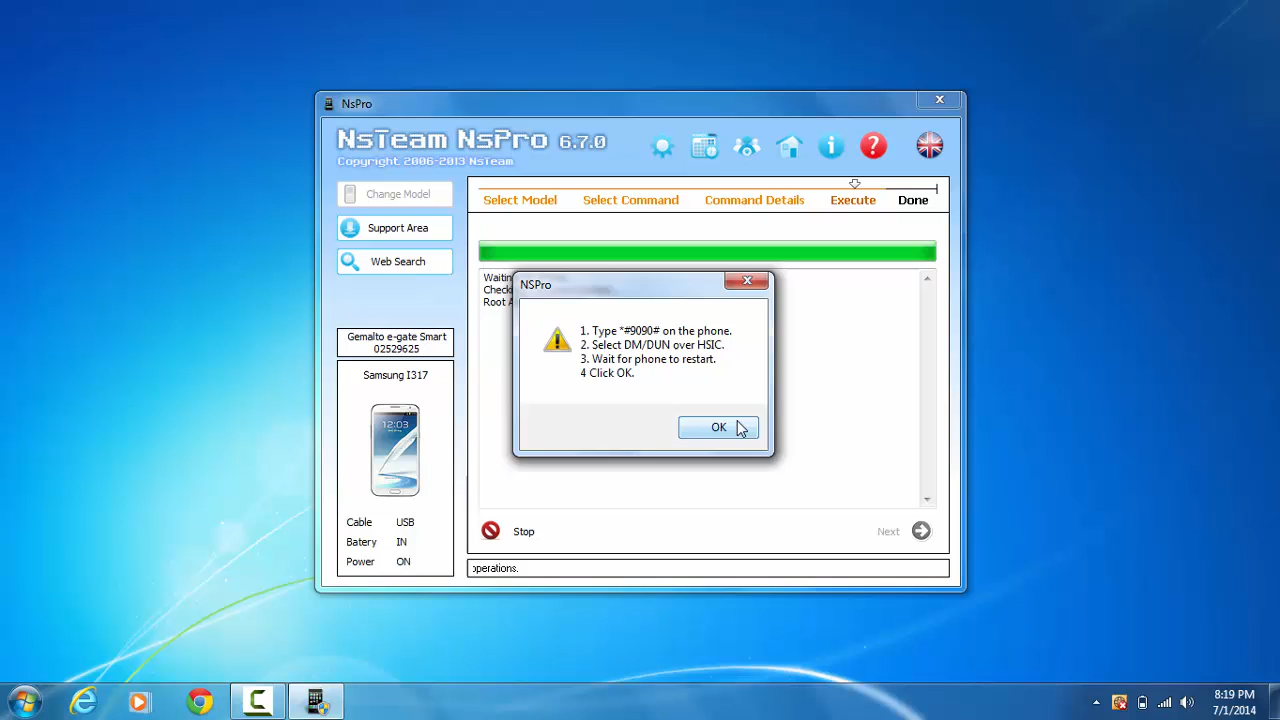 NsPro
NsTeam NsPro 6.7.0
Copyright 2006-2013 NsTeam
Change Model
Support Area
Web Search
Select Model
Select Command
Command Details
Execute
Done
Root
NSPro
1. Type *#9090# on the phone.
2. Select DM/DUN over HSIC.
3. Wait for phone to restart.
4 Click OK.
OK
Gemalto e-gate Smart
02529625
Samsung I317
12:03
Cable USB
Batery IN
Power ON
Stop
Next
operations.
8:19 PM
7/1/2014